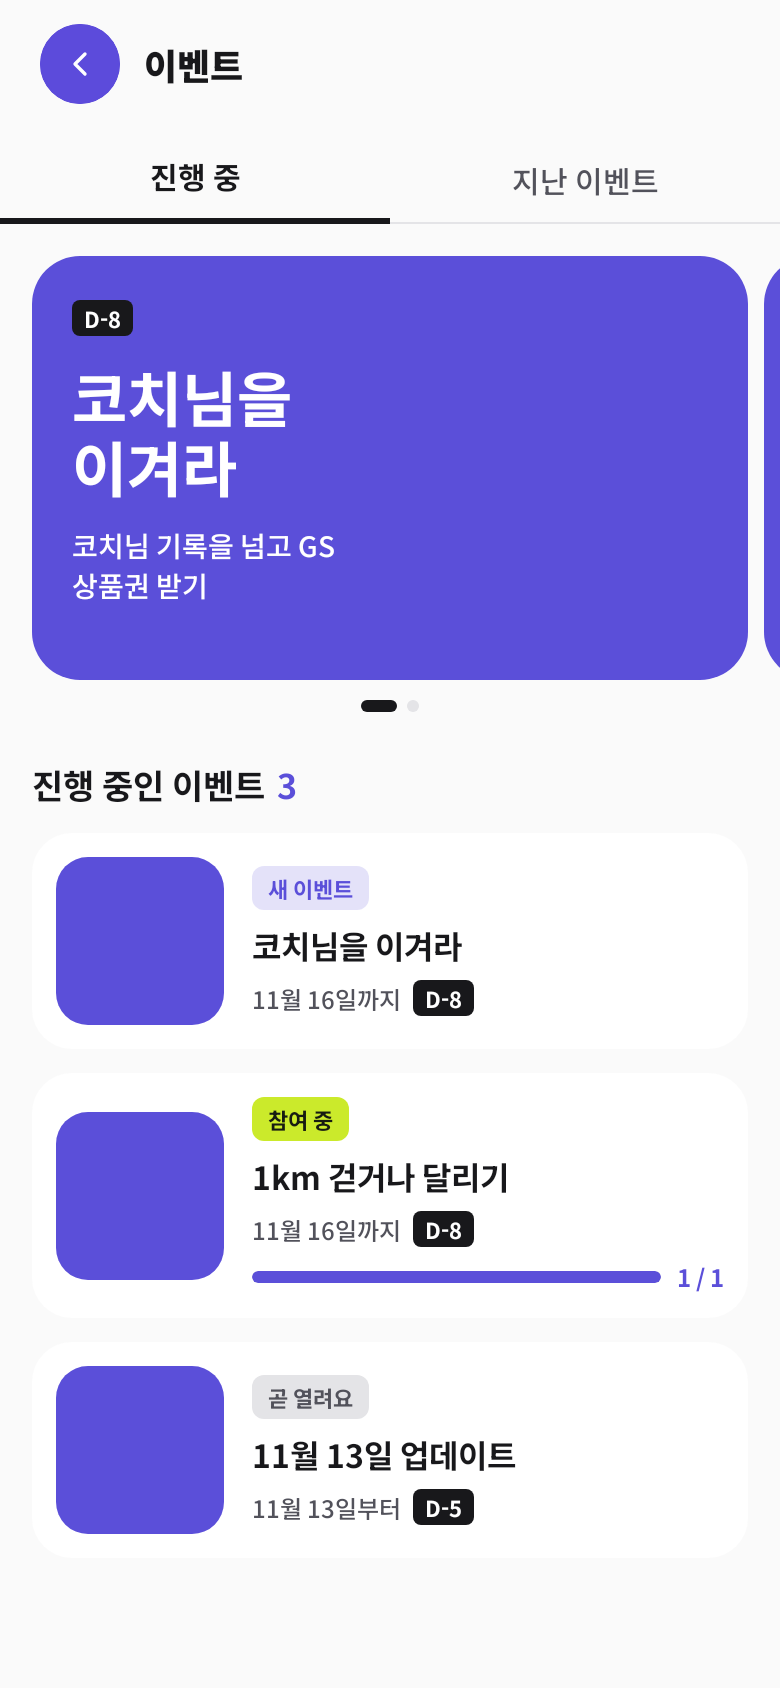 이벤트
진행 중
지난 이벤트
D-8
코치님을
이겨라
코치님 기록을 넘고 GS
상품권 받기
진행 중인 이벤트 3
새 이벤트
코치님을 이겨라
11월 16일까지 D-8
참여 중
1km 걷거나 달리기
11월 16일까지 D-8
1 / 1
곧 열려요
11월 13일 업데이트
11월 13일부터 D-5